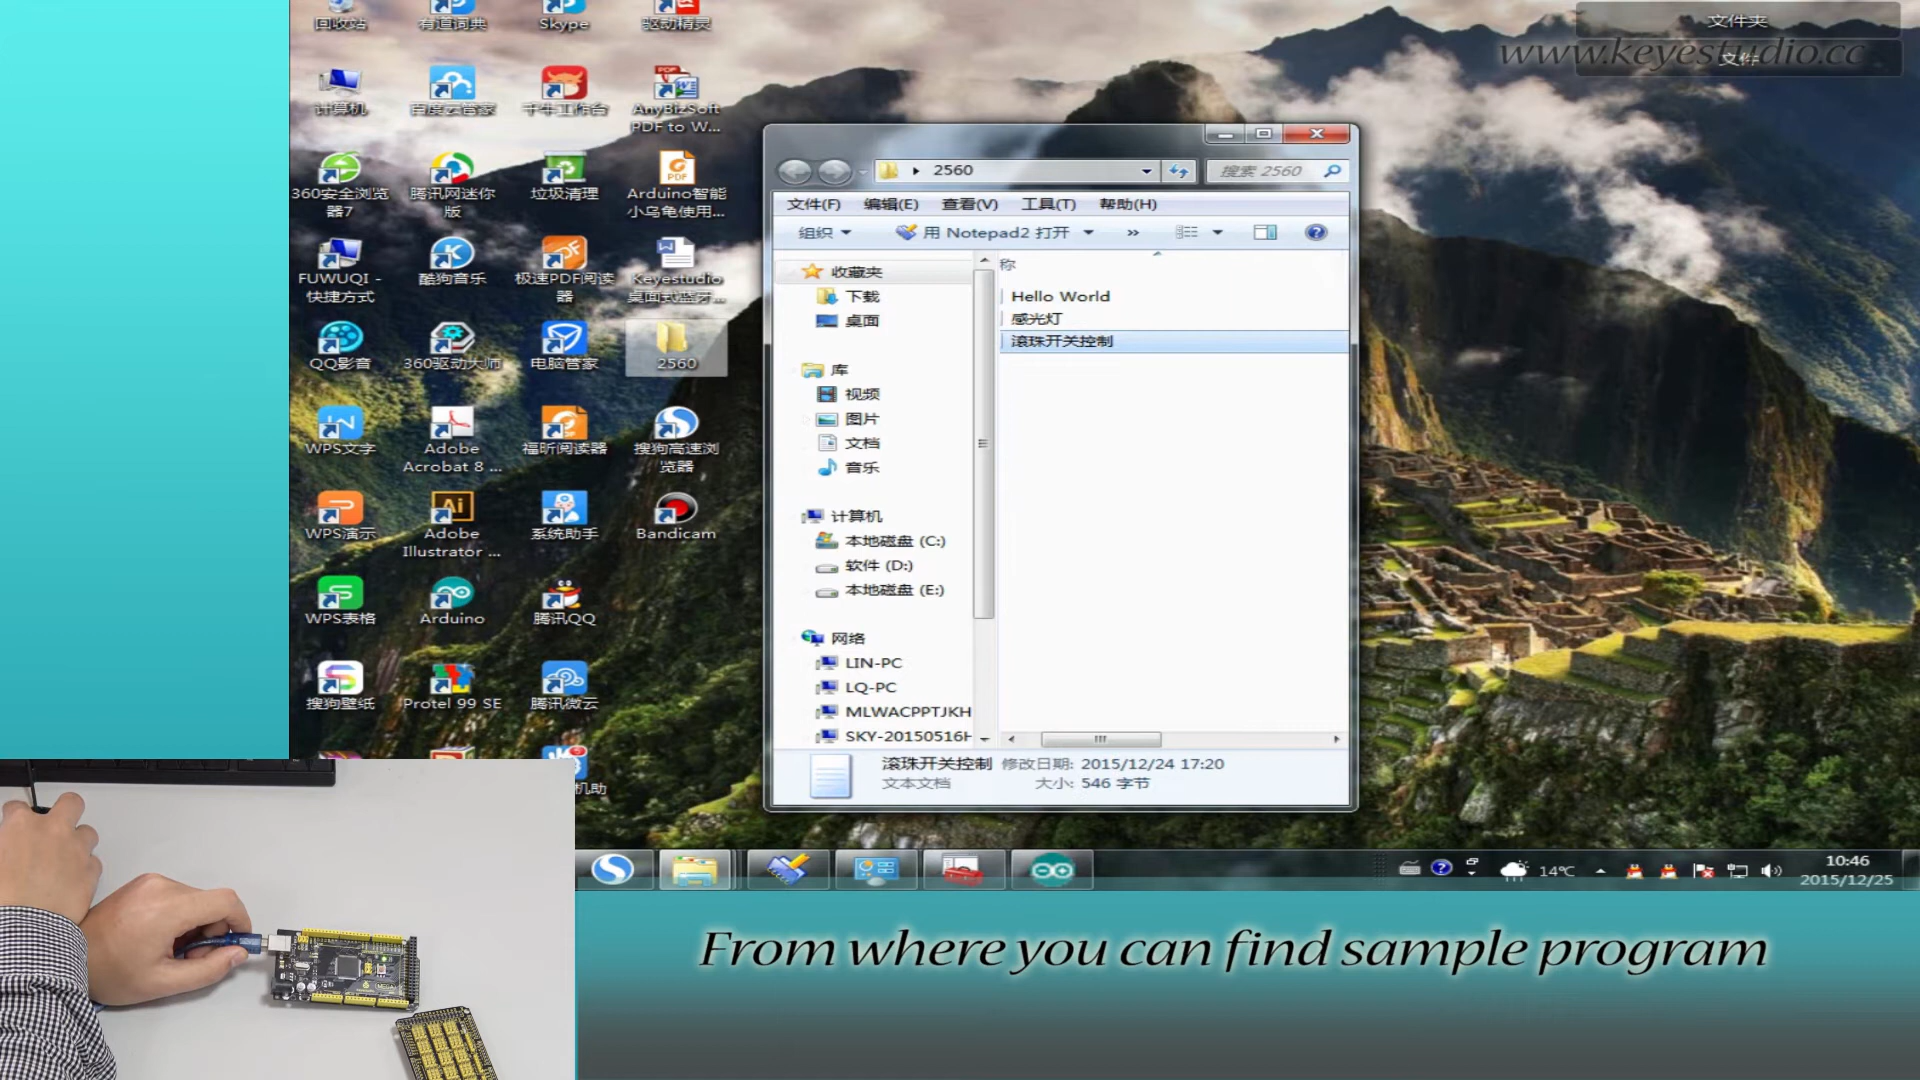 文件夹
www.keyestudio.cc
文件
回收站
有道词典
Skype
驱动精灵
计算机
百度云管家
千牛工作台
AnyBizSoft
PDF to W...
360安全浏览
器7
腾讯网迷你
版
垃圾清理
Arduino智能
小乌龟使用...
FUWUQI -
快捷方式
酷狗音乐
极速PDF阅读
器
Keyestudio
桌面式蓝牙...
QQ影音
360驱动大师
电脑管家
2560
WPS文字
Adobe
Acrobat 8 ...
福昕阅读器
搜狗高速浏
览器
WPS演示
Adobe
Illustrator ...
系统助手
Bandicam
WPS表格
Arduino
腾讯QQ
搜狗壁纸
Protel 99 SE
腾讯微云
机助
2560
搜索 2560
文件(F) 编辑(E) 查看(V) 工具(T) 帮助(H)
组织 用 Notepad2 打开 »
收藏夹
下载
桌面
库
视频
图片
文档
音乐
计算机
本地磁盘 (C:)
软件 (D:)
本地磁盘 (E:)
网络
LIN-PC
LQ-PC
MLWACPPTJKH
SKY-20150516H
称
Hello World
感光灯
滚珠开关控制
滚珠开关控制 修改日期: 2015/12/24 17:20
文本文档 大小: 546 字节
14℃
10:46
2015/12/25
From where you can find sample program